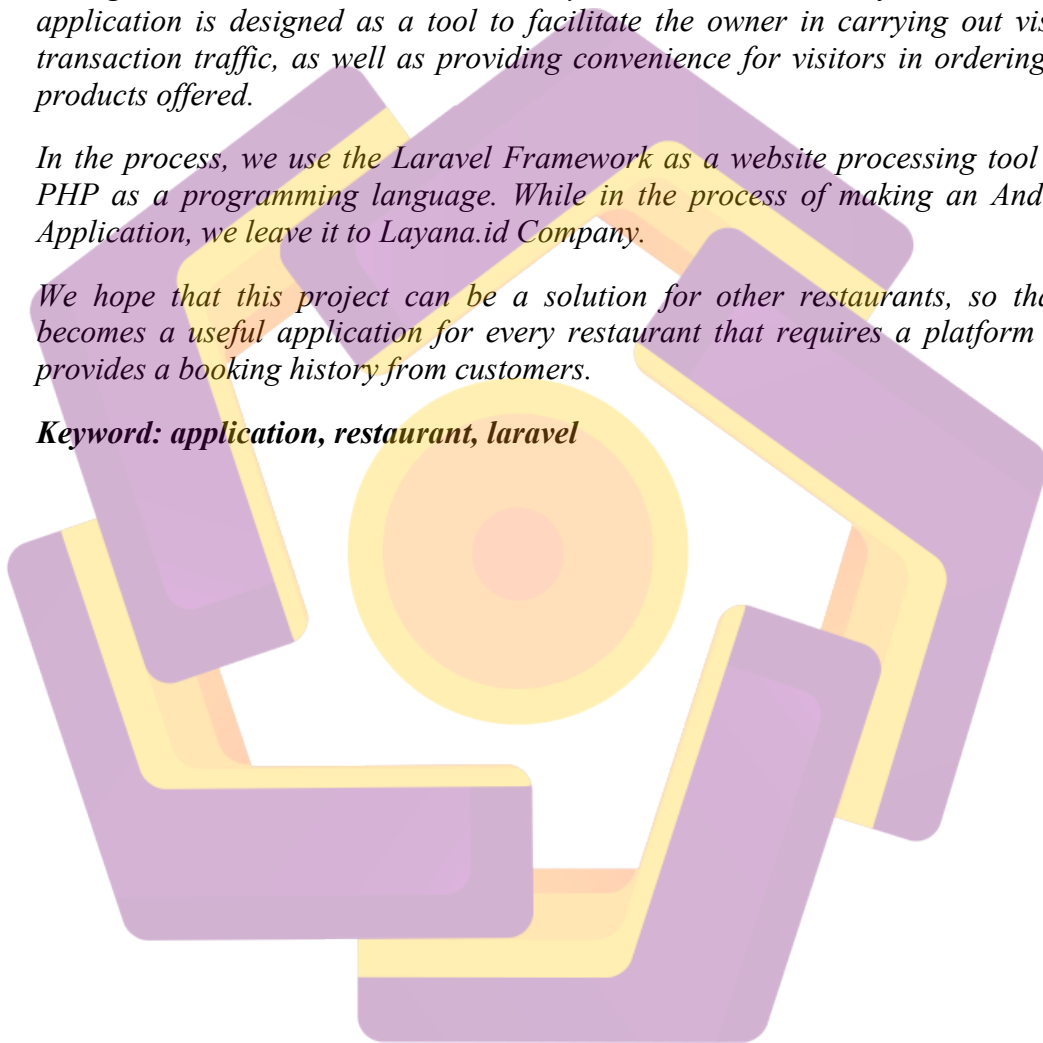 application is designed as a tool to facilitate the owner in carrying out
transaction traffic, as well as providing convenience for visitors in ordering
products offered.
In the process, we use the Laravel Framework as a website processing tool
PHP as a programming language. While in the process of making an
Application, we leave it to Layana.id Company.
We hope that this project can be a solution for other restaurants, so
becomes a useful application for every restaurant that requires a platform
provides a booking history from customers.
Keyword: application, restaurant, laravel